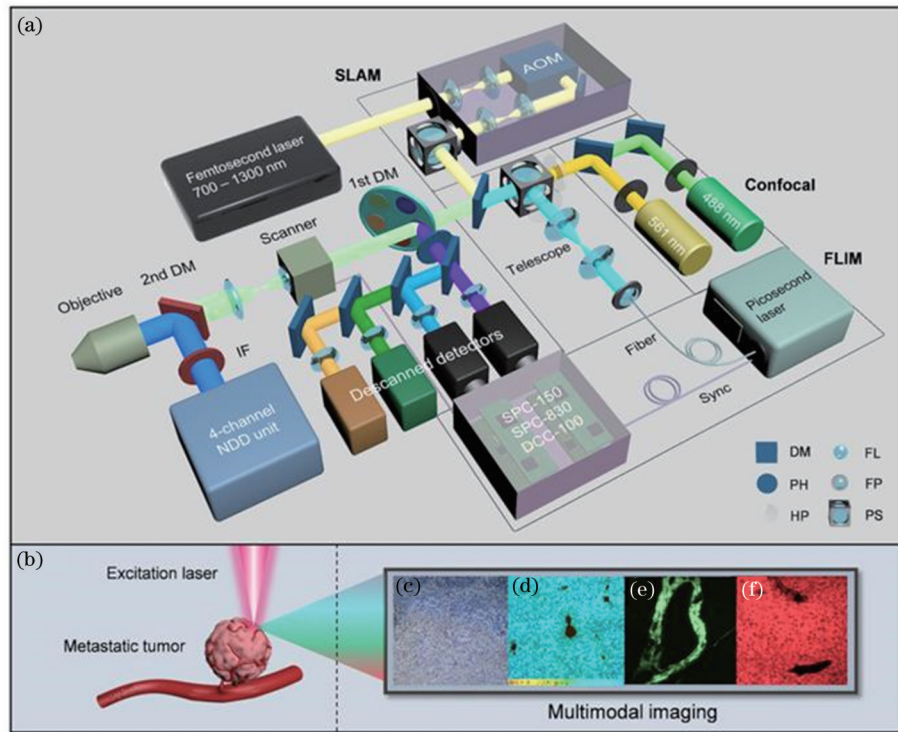 (a)
SLAM
AOM
Femtosecond laser
700 – 1300 nm
1st DM
Confocal
488 nm
561 nm
Scanner
Telescope
FLIM
2nd DM
Objective
Picosecond
laser
IF
Fiber
Descanned detectors
Sync
4-channel
NDD unit
SPC-150
SPC-830
DCC-100
DM
FL
PH
FP
HP
PS
(b)
Excitation laser
(c)
(d)
(e)
(f)
Metastatic tumor
Multimodal imaging